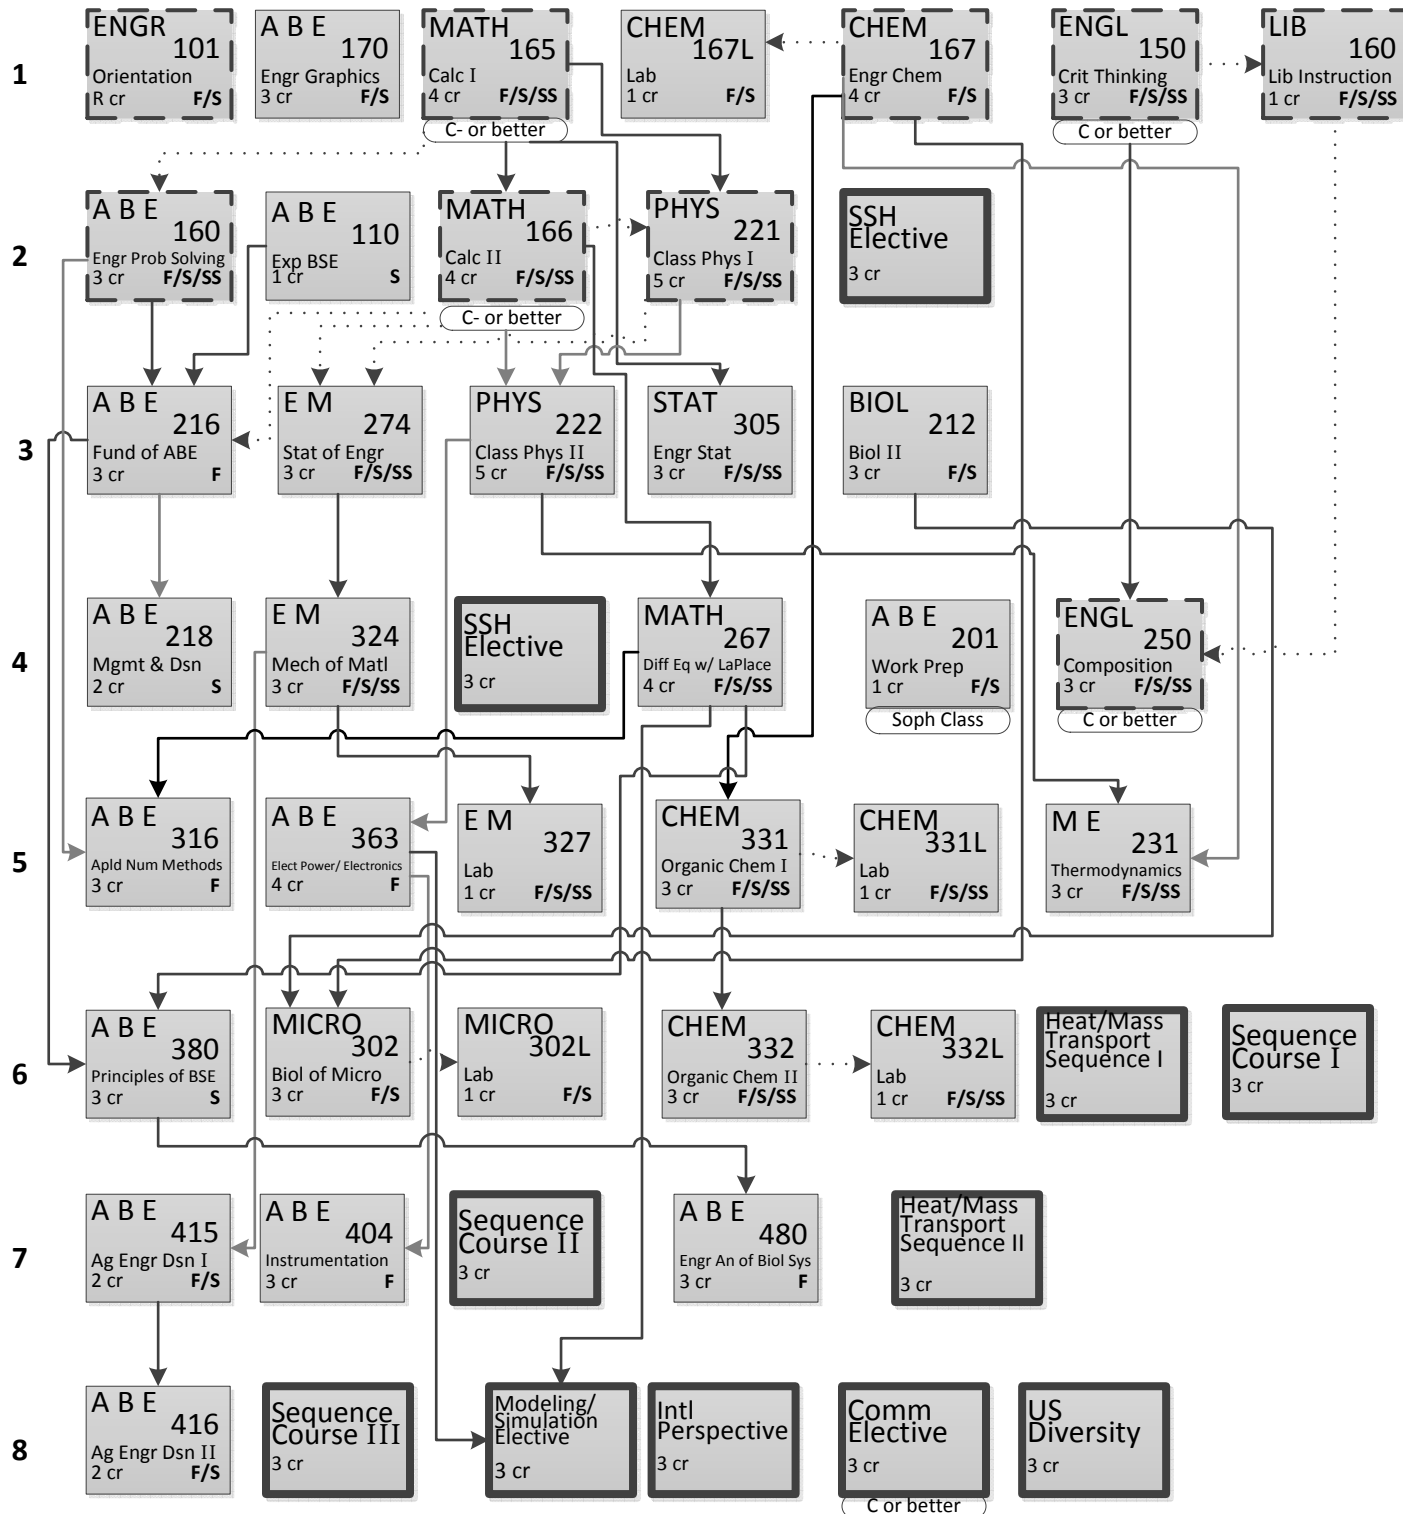 1
ENGR
101
Orientation
R cr F/S
A B E
170
Engr Graphics
3 cr F/S
MATH
165
Calc I
4 cr F/S/SS
C- or better
CHEM
167L
Lab
1 cr F/S
CHEM
167
Engr Chem
4 cr F/S
ENGL
150
Crit Thinking
3 cr F/S/SS
C or better
LIB
160
Lib Instruction
1 cr F/S/SS
2
A B E
160
Engr Prob Solving
3 cr F/S/SS
A B E
110
Exp BSE
1 cr S
MATH
166
Calc II
4 cr F/S/SS
C- or better
PHYS
221
Class Phys I
5 cr F/S/SS
SSH
Elective
3 cr
3
A B E
216
Fund of ABE
3 cr F
E M
274
Stat of Engr
3 cr F/S/SS
PHYS
222
Class Phys II
5 cr F/S/SS
STAT
305
Engr Stat
3 cr F/S/SS
BIOL
212
Biol II
3 cr F/S
4
A B E
218
Mgmt & Dsn
2 cr S
E M
324
Mech of Matl
3 cr F/S/SS
SSH
Elective
3 cr
MATH
267
Diff Eq w/ LaPlace
4 cr F/S/SS
A B E
201
Work Prep
1 cr F/S
Soph Class
ENGL
250
Composition
3 cr F/S/SS
C or better
5
A B E
316
Apld Num Methods
3 cr F
A B E
363
Elect Power/ Electronics
4 cr F
E M
327
Lab
1 cr F/S/SS
CHEM
331
Organic Chem I
3 cr F/S/SS
CHEM
331L
Lab
1 cr F/S/SS
M E
231
Thermodynamics
3 cr F/S/SS
6
A B E
380
Principles of BSE
3 cr S
MICRO
302
Biol of Micro
3 cr F/S
MICRO
302L
Lab
1 cr F/S
CHEM
332
Organic Chem II
3 cr F/S/SS
CHEM
332L
Lab
1 cr F/S/SS
Heat/Mass
Transport
Sequence I
3 cr
Sequence
Course I
3 cr
7
A B E
415
Ag Engr Dsn I
2 cr F/S
A B E
404
Instrumentation
3 cr F
Sequence
Course II
3 cr
A B E
480
Engr An of Biol Sys
3 cr F
Heat/Mass
Transport
Sequence II
3 cr
8
A B E
416
Ag Engr Dsn II
2 cr F/S
Sequence
Course III
3 cr
Modeling/
Simulation
Elective
3 cr
Intl
Perspective
3 cr
Comm
Elective
3 cr
C or better
US
Diversity
3 cr